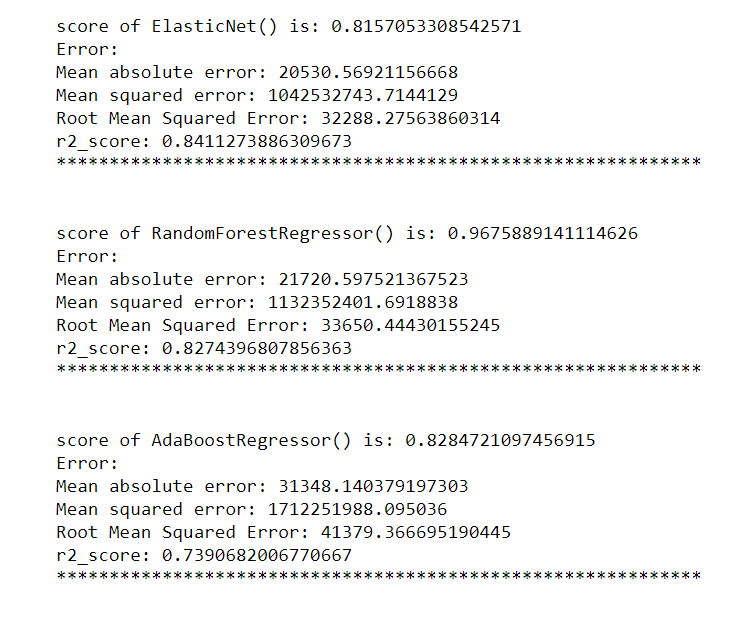 score of ElasticNet() is: 0.8157053308542571
Error:
Mean absolute error: 20530.56921156668
Mean squared error: 1042532743.7144129
Root Mean Squared Error: 32288.27563860314
r2_score: 0.8411273886309673
*************************************************************
score of RandomForestRegressor() is: 0.9675889141114626
Error:
Mean absolute error: 21720.597521367523
Mean squared error: 1132352401.6918838
Root Mean Squared Error: 33650.44430155245
r2_score: 0.8274396807856363
*************************************************************
score of AdaBoostRegressor() is: 0.8284721097456915
Error:
Mean absolute error: 31348.140379197303
Mean squared error: 1712251988.095036
Root Mean Squared Error: 41379.366695190445
r2_score: 0.7390682006770667
*************************************************************